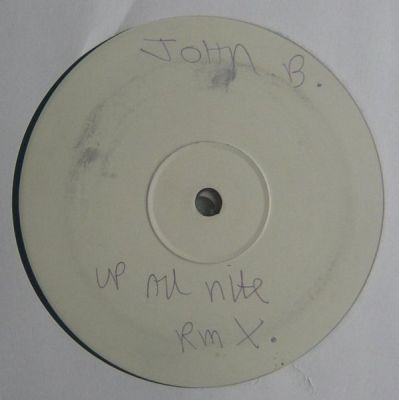 JOHN B.
UP All nite
RmX.